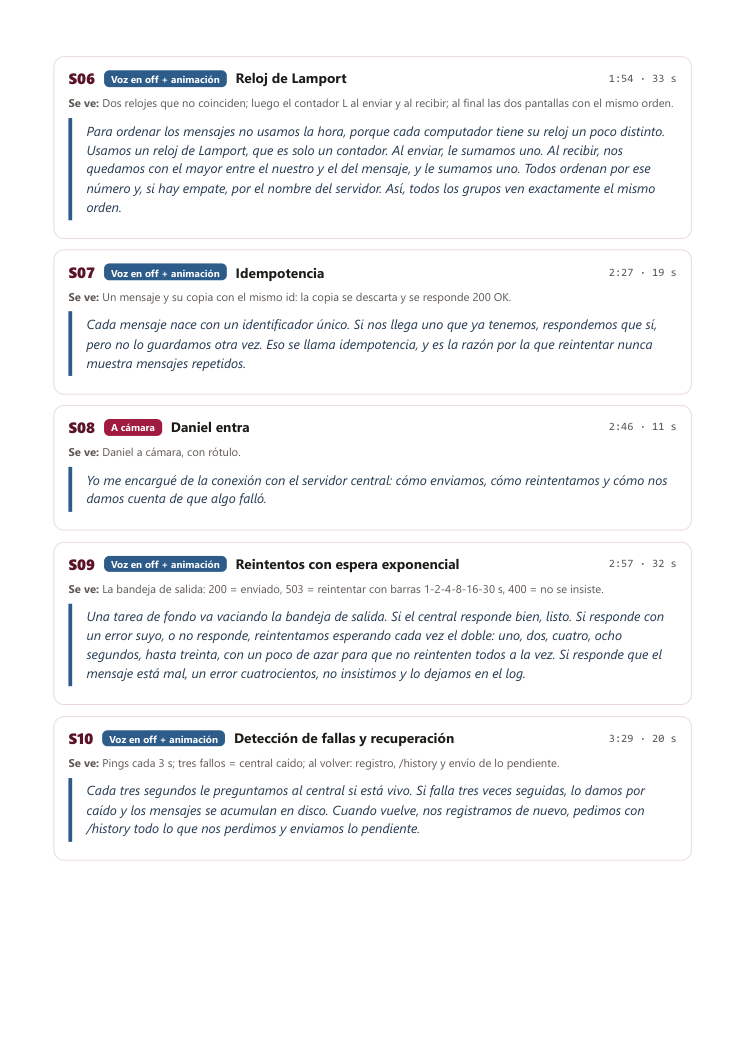 S06 Voz en off + animación Reloj de Lamport 1:54 · 33 s
Se ve: Dos relojes que no coinciden; luego el contador L al enviar y al recibir; al final las dos pantallas con el mismo orden.
Para ordenar los mensajes no usamos la hora, porque cada computador tiene su reloj un poco distinto.
Usamos un reloj de Lamport, que es solo un contador. Al enviar, le sumamos uno. Al recibir, nos
quedamos con el mayor entre el nuestro y el del mensaje, y le sumamos uno. Todos ordenan por ese
número y, si hay empate, por el nombre del servidor. Así, todos los grupos ven exactamente el mismo
orden.
S07 Voz en off + animación Idempotencia 2:27 · 19 s
Se ve: Un mensaje y su copia con el mismo id: la copia se descarta y se responde 200 OK.
Cada mensaje nace con un identificador único. Si nos llega uno que ya tenemos, respondemos que sí,
pero no lo guardamos otra vez. Eso se llama idempotencia, y es la razón por la que reintentar nunca
muestra mensajes repetidos.
S08 A cámara Daniel entra 2:46 · 11 s
Se ve: Daniel a cámara, con rótulo.
Yo me encargué de la conexión con el servidor central: cómo enviamos, cómo reintentamos y cómo nos
damos cuenta de que algo falló.
S09 Voz en off + animación Reintentos con espera exponencial 2:57 · 32 s
Se ve: La bandeja de salida: 200 = enviado, 503 = reintentar con barras 1-2-4-8-16-30 s, 400 = no se insiste.
Una tarea de fondo va vaciando la bandeja de salida. Si el central responde bien, listo. Si responde con
un error suyo, o no responde, reintentamos esperando cada vez el doble: uno, dos, cuatro, ocho
segundos, hasta treinta, con un poco de azar para que no reintenten todos a la vez. Si responde que el
mensaje está mal, un error cuatrocientos, no insistimos y lo dejamos en el log.
S10 Voz en off + animación Detección de fallas y recuperación 3:29 · 20 s
Se ve: Pings cada 3 s; tres fallos = central caído; al volver: registro, /history y envío de lo pendiente.
Cada tres segundos le preguntamos al central si está vivo. Si falla tres veces seguidas, lo damos por
caído y los mensajes se acumulan en disco. Cuando vuelve, nos registramos de nuevo, pedimos con
/history todo lo que nos perdimos y enviamos lo pendiente.